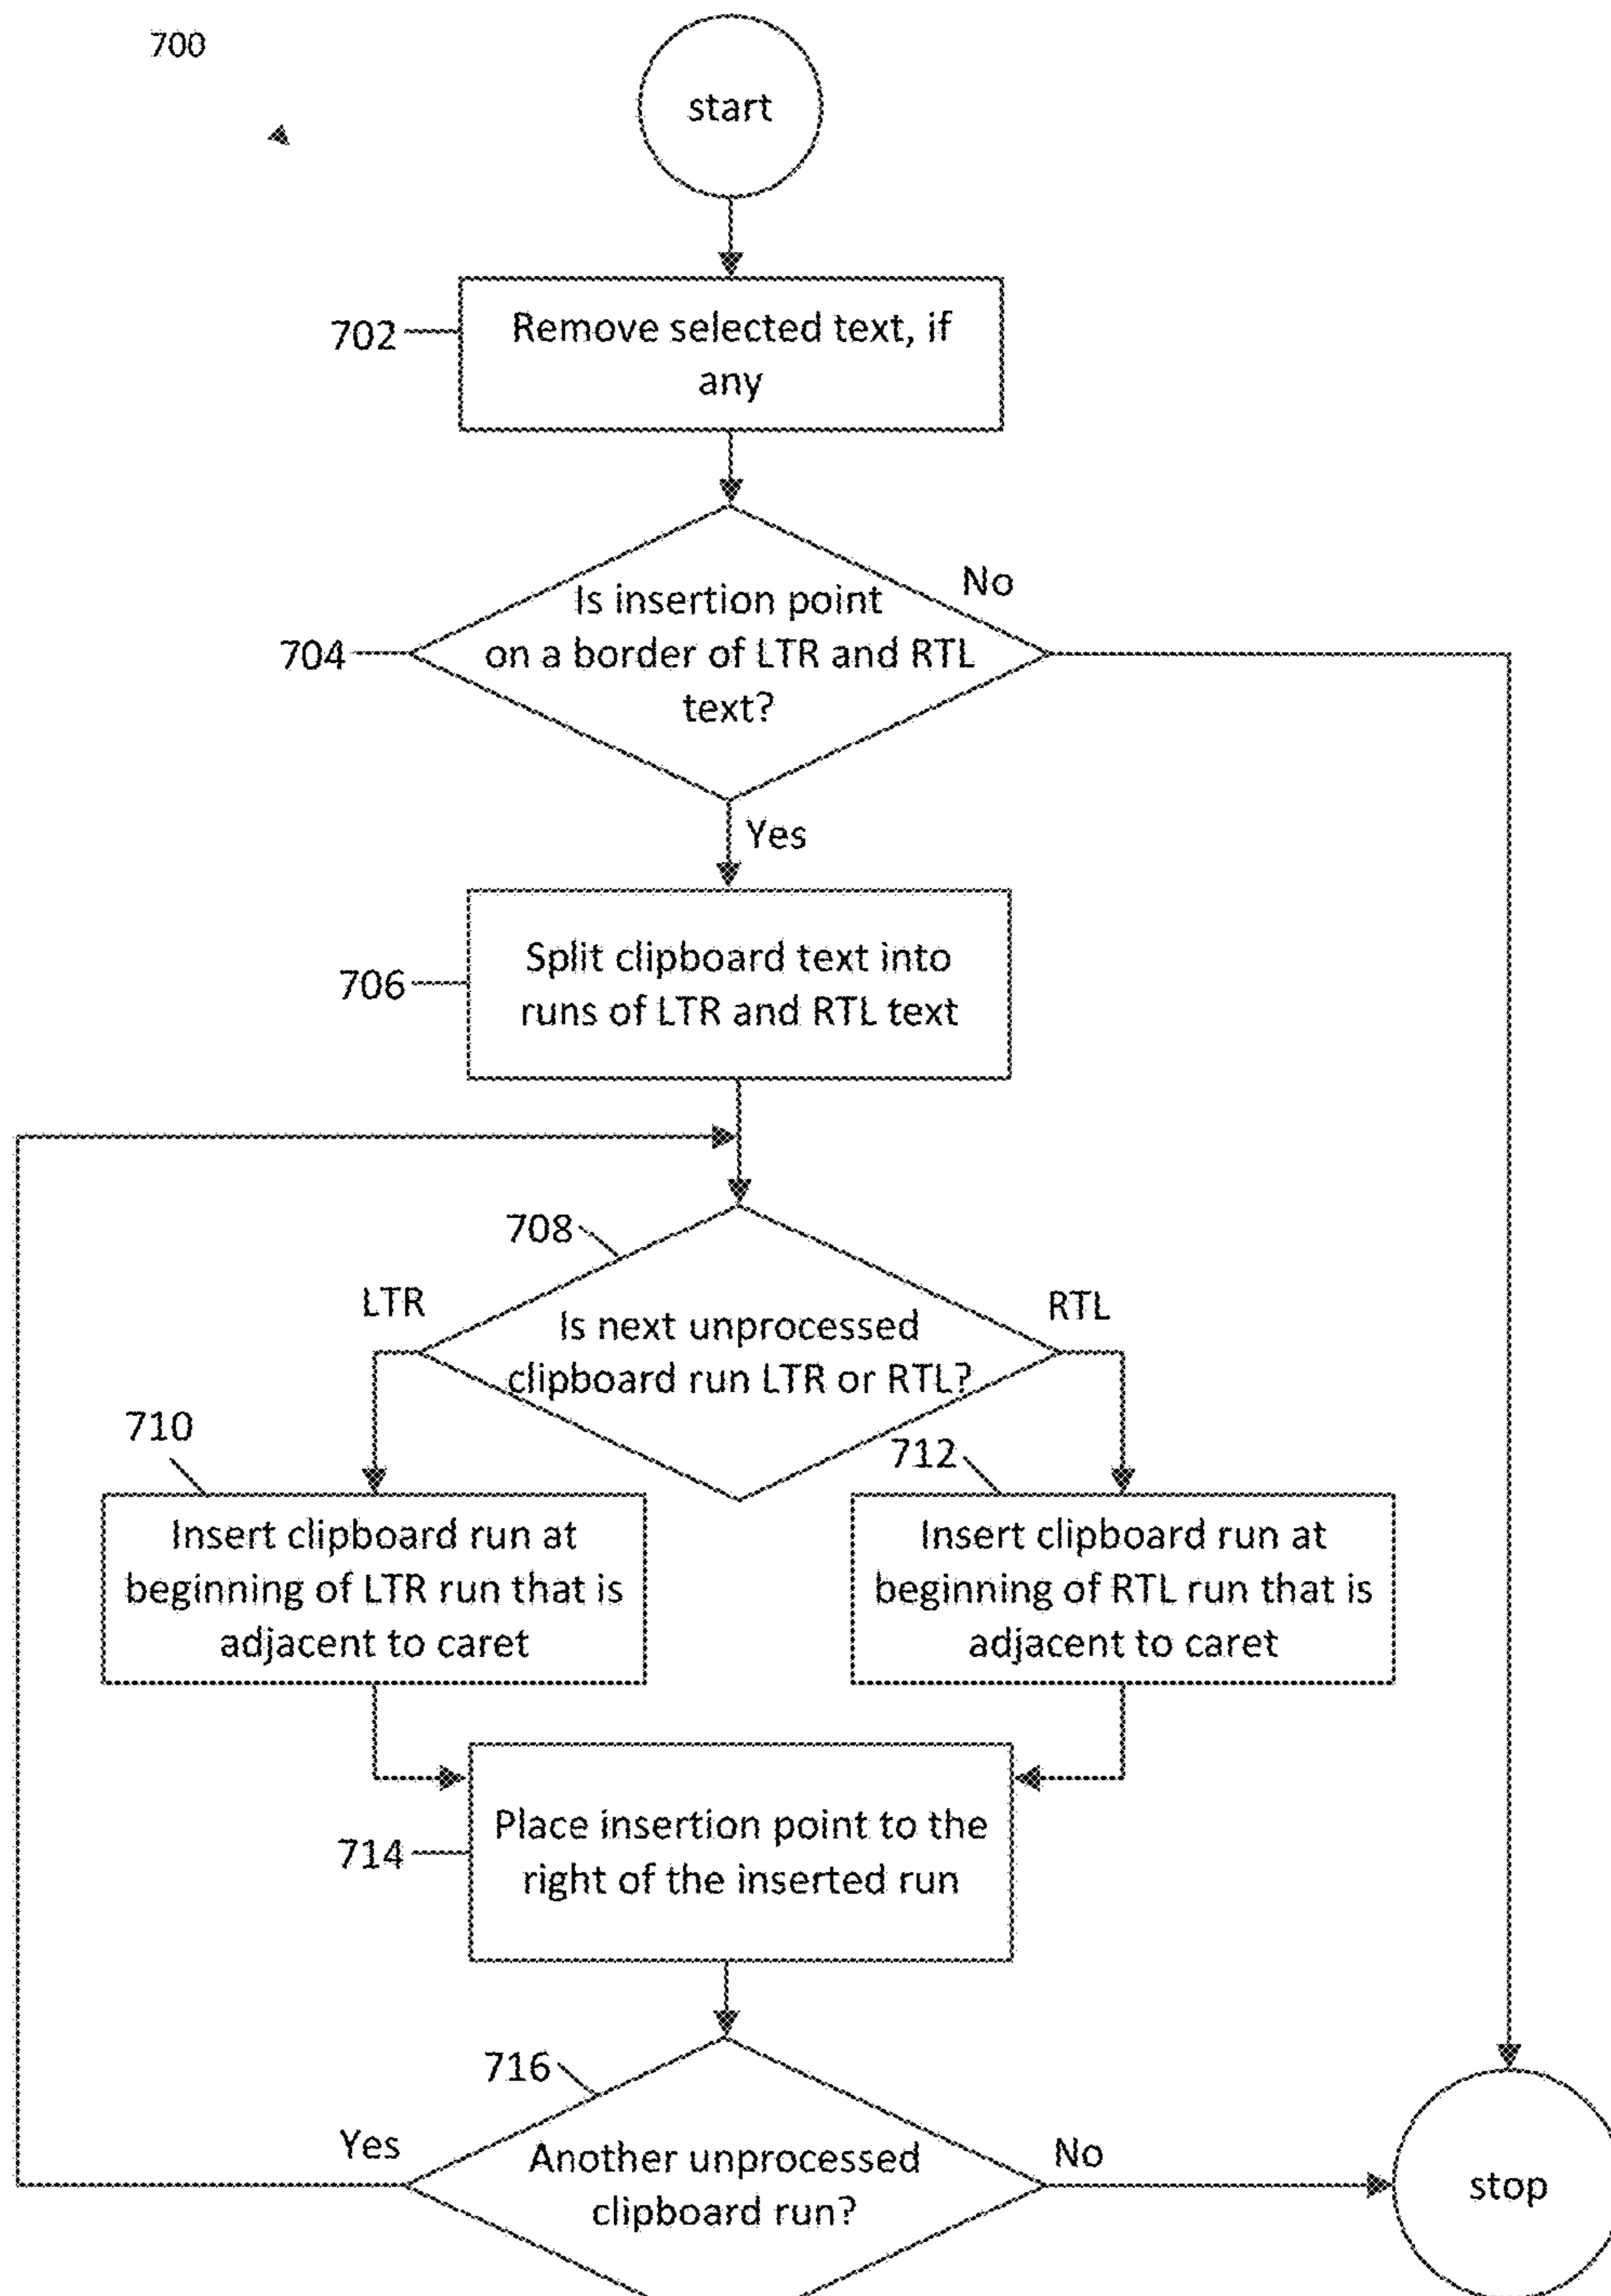 700
start
702
Remove selected text, if
any
No
Is insertion point
704
on a border of LTR and RTL
text?
Yes
706
Split clipboard text into
runs of LTR and RTL text
708
LTR
RTL
Is next unprocessed
clipboard run LTR or RTL?
710
712
Insert clipboard run at
beginning of LTR run that is
adjacent to caret
Insert clipboard run at
beginning of RTL run that is
adjacent to caret
714
Place insertion point to the
right of the inserted run
716
Yes
No
Another unprocessed
clipboard run?
stop